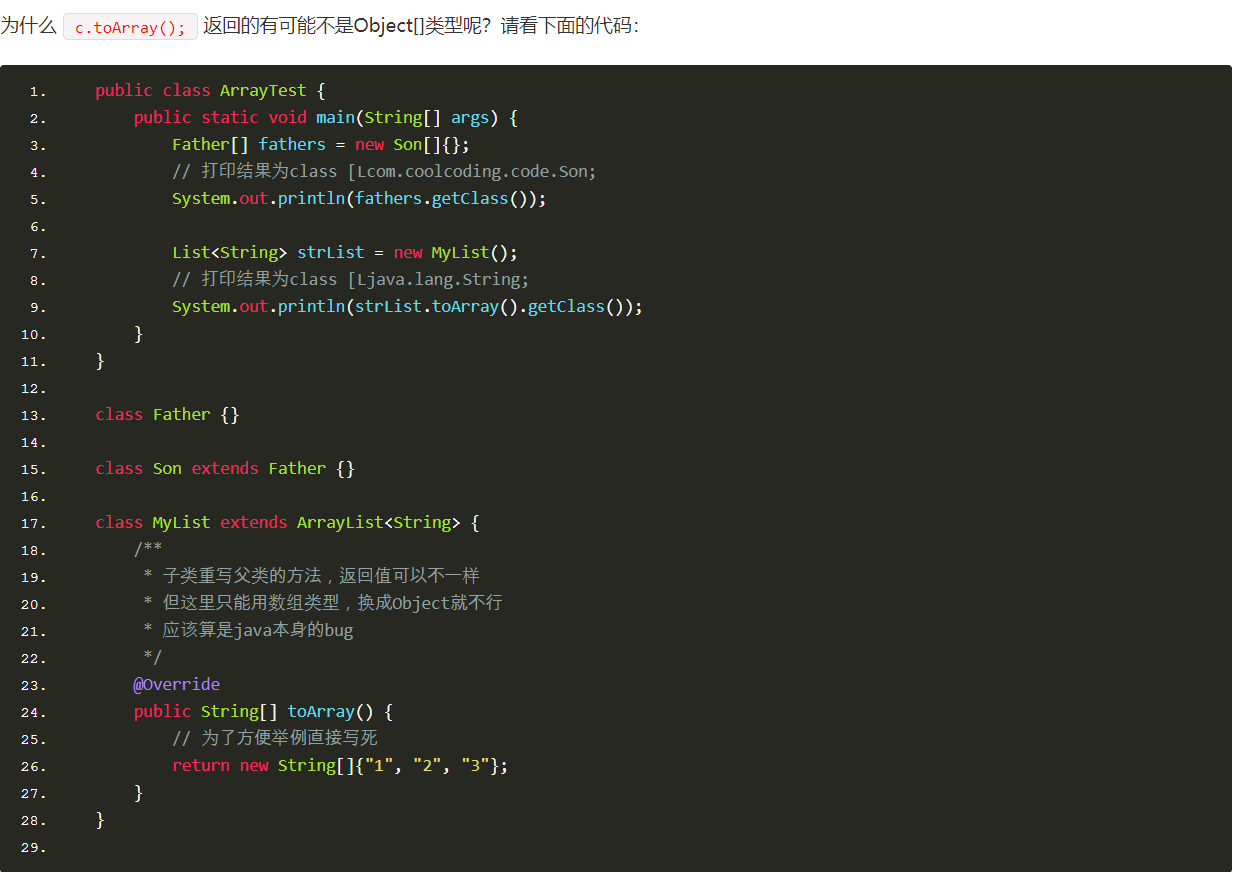 为什么 c.toArray(); 返回的有可能不是Object[]类型呢？请看下面的代码：
1. public class ArrayTest {
2. public static void main(String[] args) {
3. Father[] fathers = new Son[]{};
4. // 打印结果为class [Lcom.coolcoding.code.Son;
5. System.out.println(fathers.getClass());
6.
7. List<String> strList = new MyList();
8. // 打印结果为class [Ljava.lang.String;
9. System.out.println(strList.toArray().getClass());
10. }
11. }
12.
13. class Father {}
14.
15. class Son extends Father {}
16.
17. class MyList extends ArrayList<String> {
18. /**
19. * 子类重写父类的方法，返回值可以不一样
20. * 但这里只能用数组类型，换成Object就不行
21. * 应该算是java本身的bug
22. */
23. @Override
24. public String[] toArray() {
25. // 为了方便举例直接写死
26. return new String[]{"1", "2", "3"};
27. }
28. }
29.